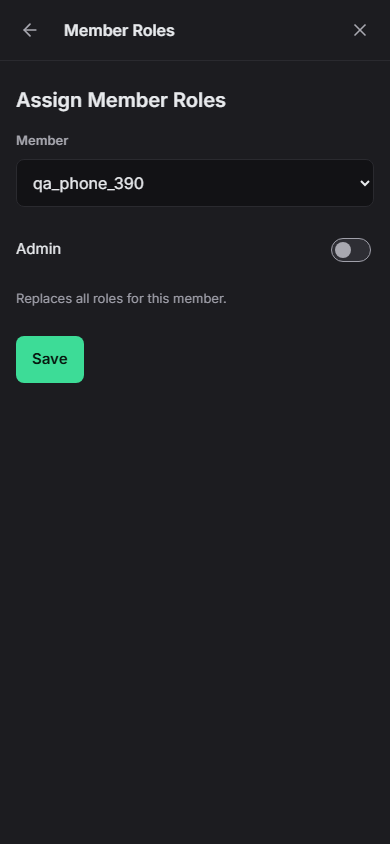 Member Roles
Assign Member Roles
Member
qa_phone_390
Admin
Replaces all roles for this member.
Save